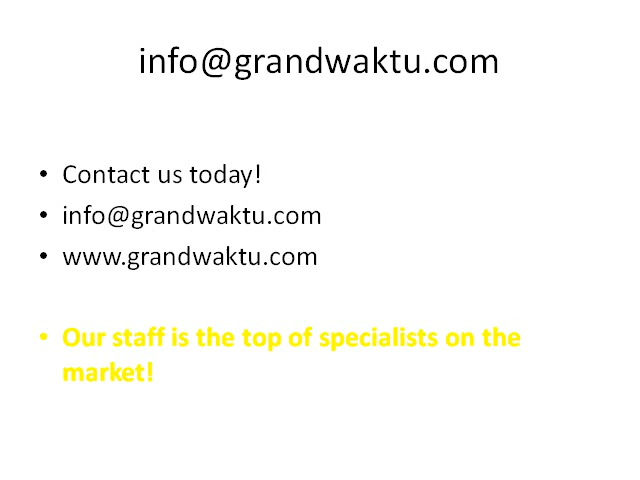 info@grandwaktu.com
• Contact us today!
• info@grandwaktu.com
• www.grandwaktu.com
• Our staff is the top of specialists on the
market!